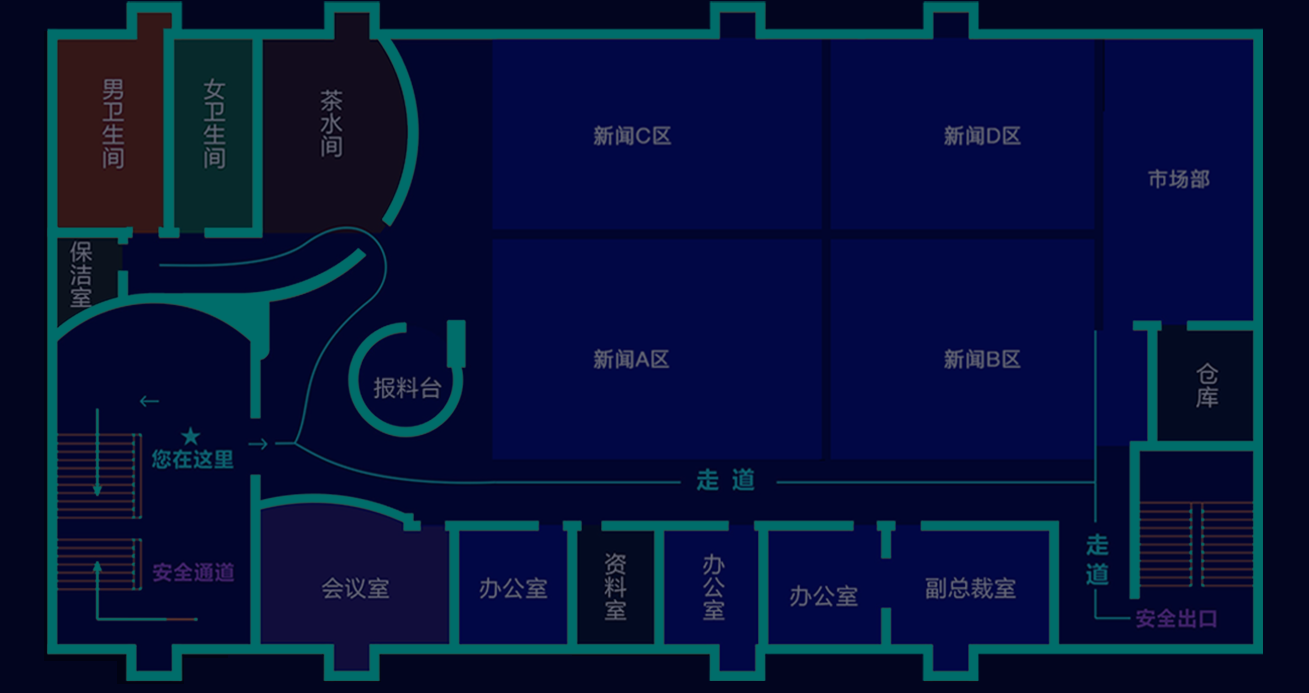 男卫生间
女卫生间
茶水间
新闻C区
新闻D区
市场部
保洁室
新闻A区
新闻B区
报料台
仓库
您在这里
走 道
安全通道
会议室
办公室
资料室
办公室
办公室
副总裁室
走道
安全出口